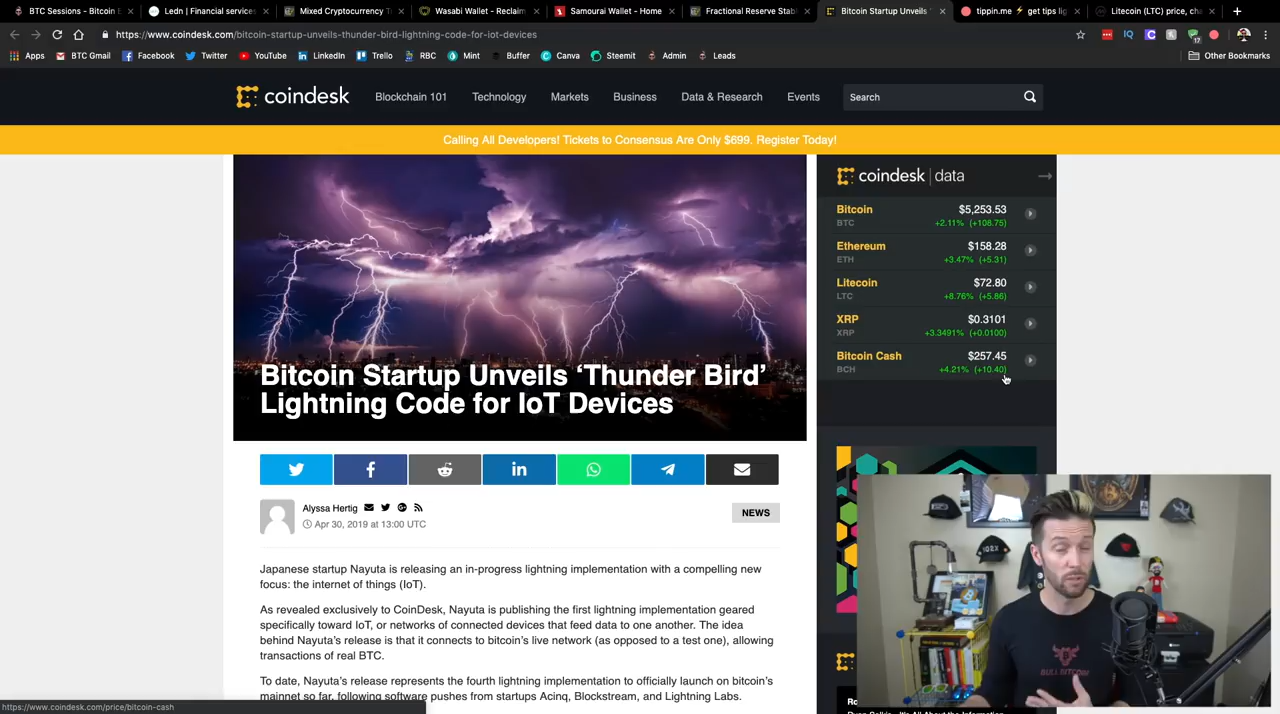 BTC Sessions - Bitcoin E
Ledn | Financial services
Mixed Cryptocurrency T
Wasabi Wallet - Reclaim
Samourai Wallet - Home
Fractional Reserve Stabl
Bitcoin Startup Unveils '
tippin.me ⚡ get tips lig
Litecoin (LTC) price, cha
https://www.coindesk.com/bitcoin-startup-unveils-thunder-bird-lightning-code-for-iot-devices
Apps
BTC Gmail
Facebook
Twitter
YouTube
LinkedIn
Trello
RBC
Mint
Buffer
Canva
Steemit
Admin
Leads
Other Bookmarks
coindesk
Blockchain 101
Technology
Markets
Business
Data & Research
Events
Search
Calling All Developers! Tickets to Consensus Are Only $699. Register Today!
Bitcoin Startup Unveils ‘Thunder Bird’
Lightning Code for IoT Devices
coindesk | data
Bitcoin $5,253.53
BTC +2.11% (+108.75)
Ethereum $158.28
ETH +3.47% (+5.31)
Litecoin $72.80
LTC +8.76% (+5.86)
XRP $0.3101
XRP +3.3491% (+0.0100)
Bitcoin Cash $257.45
BCH +4.21% (+10.40)
Alyssa Hertig
Apr 30, 2019 at 13:00 UTC
NEWS
Japanese startup Nayuta is releasing an in-progress lightning implementation with a compelling new
focus: the internet of things (IoT).
As revealed exclusively to CoinDesk, Nayuta is publishing the first lightning implementation geared
specifically toward IoT, or networks of connected devices that feed data to one another. The idea
behind Nayuta’s release is that it connects to bitcoin’s live network (as opposed to a test one), allowing
transactions of real BTC.
To date, Nayuta’s release represents the fourth lightning implementation to officially launch on bitcoin’s
mainnet so far, following software pushes from startups Acinq, Blockstream, and Lightning Labs.
https://www.coindesk.com/price/bitcoin-cash
BULL BITCOIN